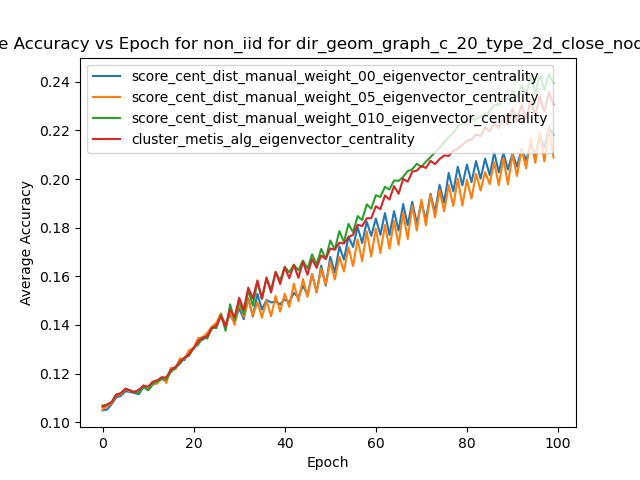 e Accuracy vs Epoch for non_iid for dir_geom_graph_c_20_type_2d_close_noc
score_cent_dist_manual_weight_00_eigenvector_centrality
score_cent_dist_manual_weight_05_eigenvector_centrality
score_cent_dist_manual_weight_010_eigenvector_centrality
cluster_metis_alg_eigenvector_centrality
Average Accuracy
0.24
0.22
0.20
0.18
0.16
0.14
0.12
0.10
0 20 40 60 80 100
Epoch